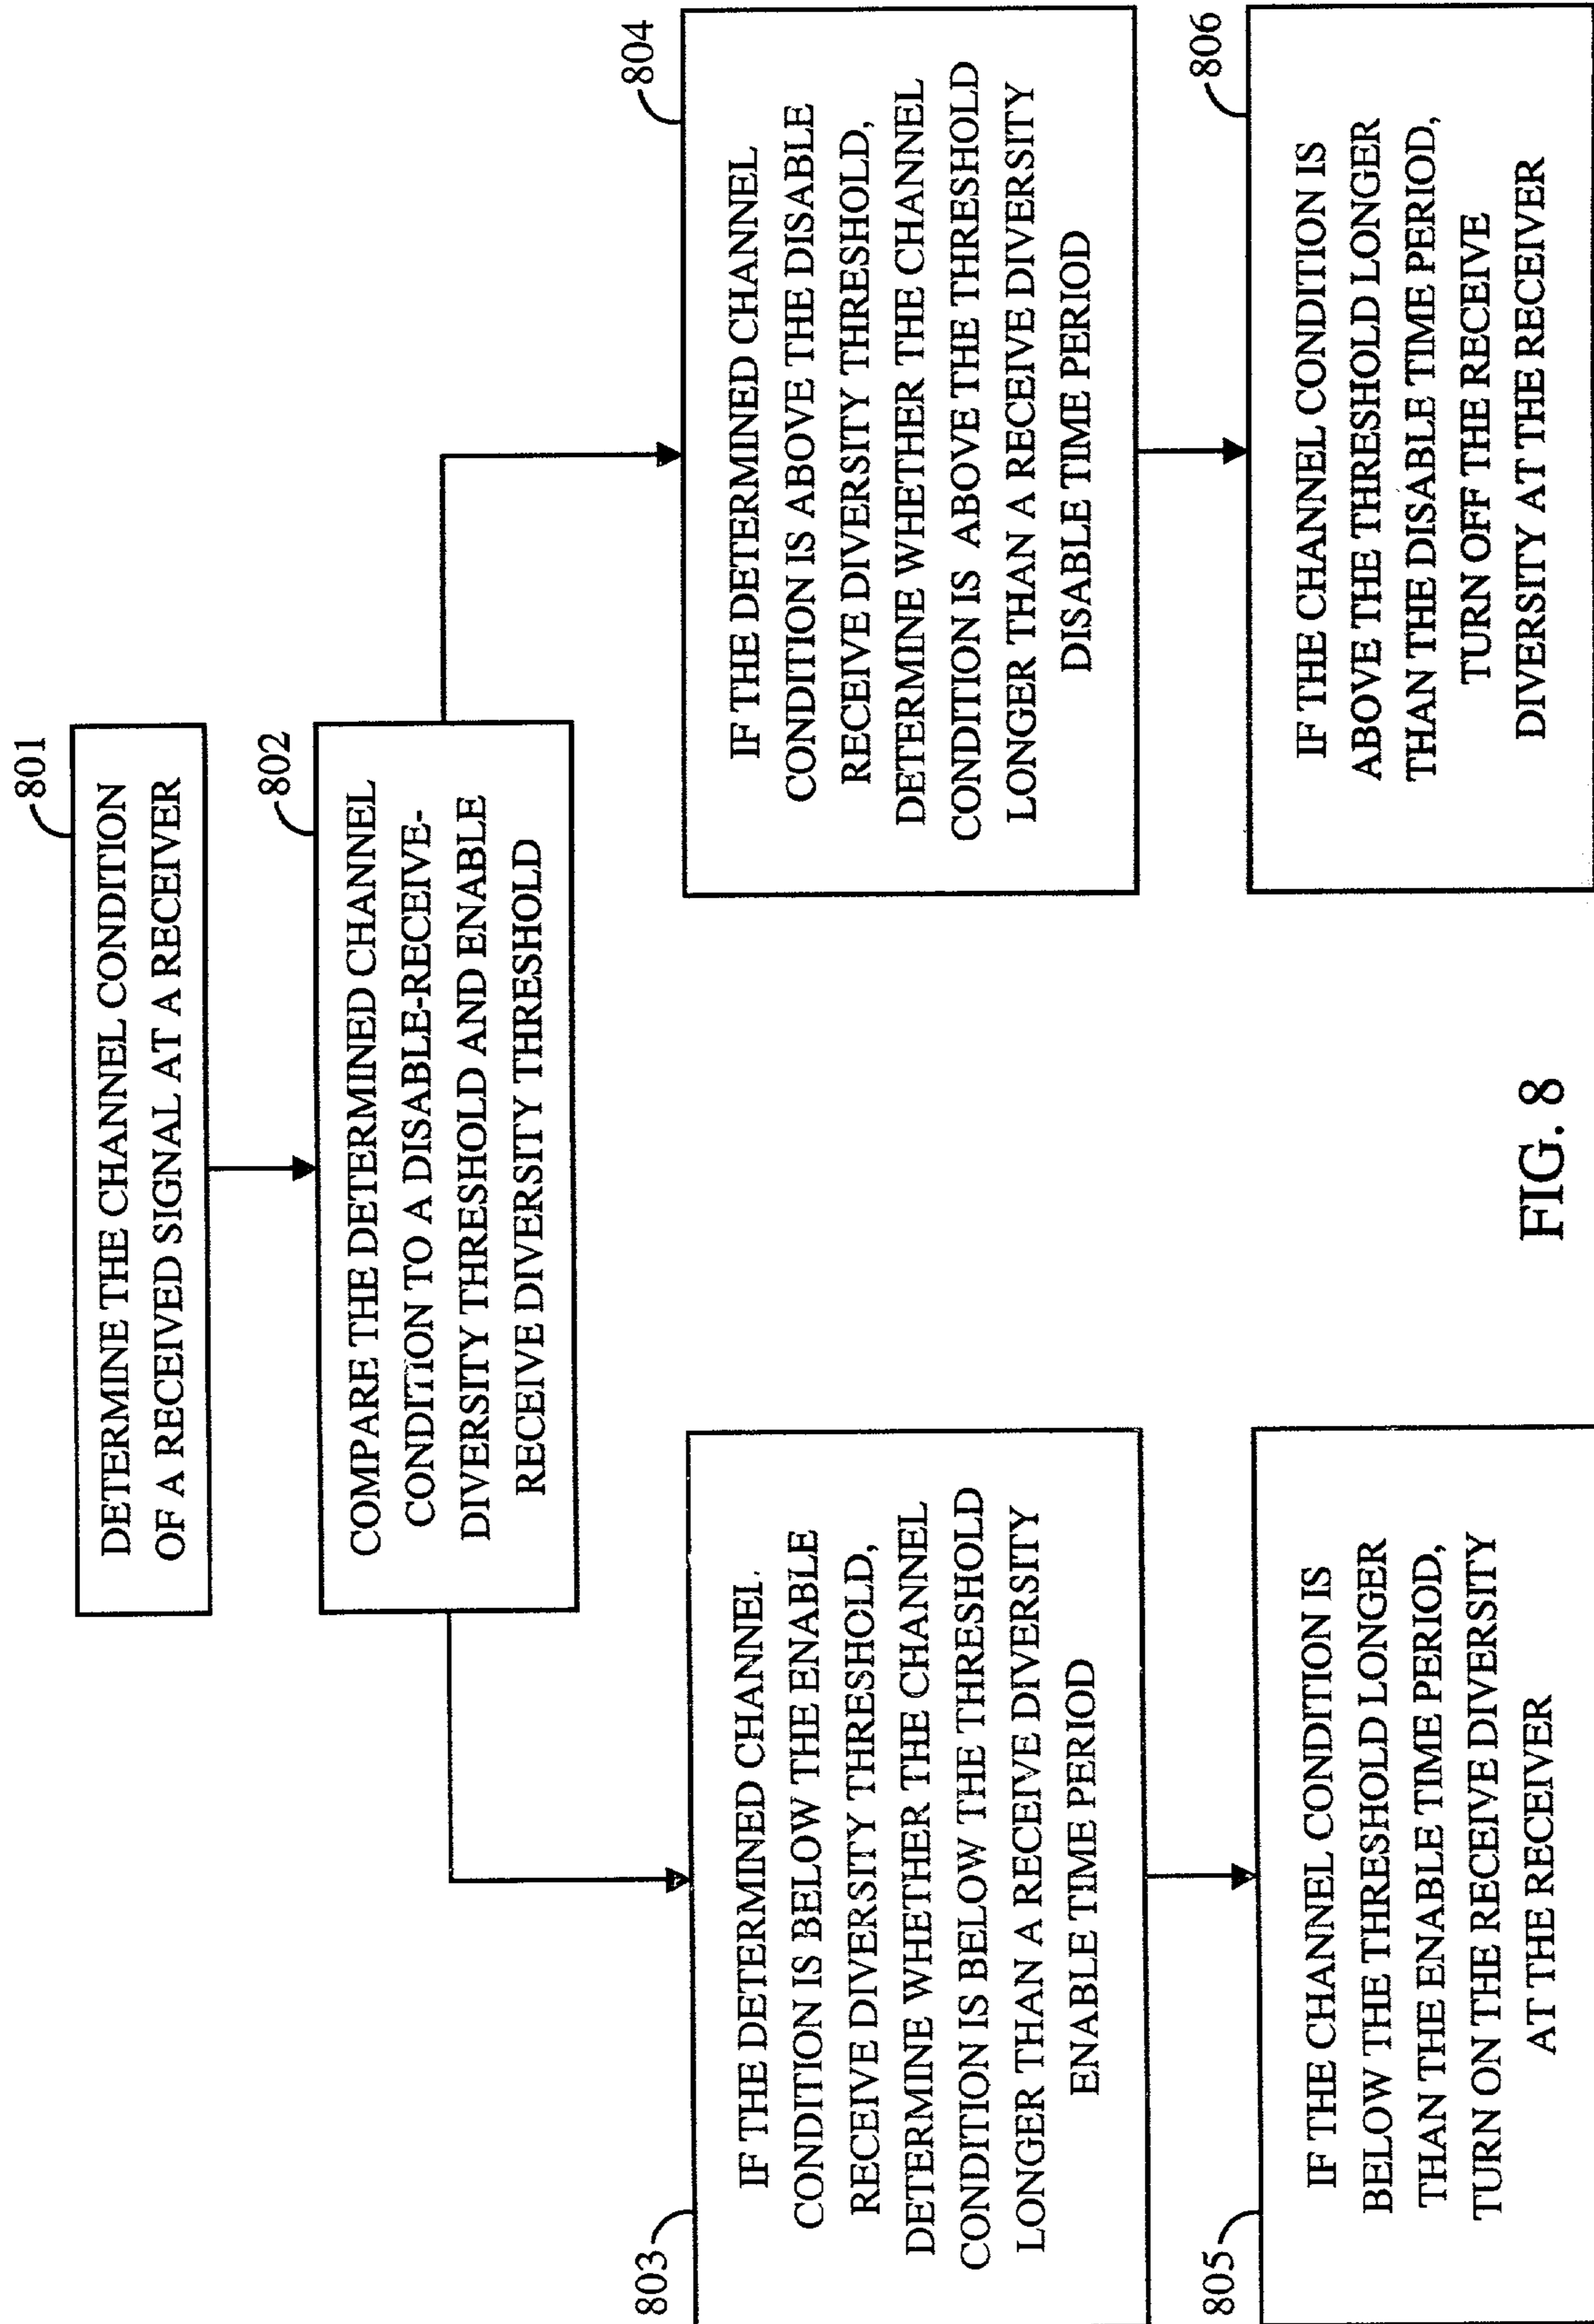 801
DETERMINE THE CHANNEL CONDITION
OF A RECEIVED SIGNAL AT A RECEIVER
802
COMPARE THE DETERMINED CHANNEL
CONDITION TO A DISABLE-RECEIVE-
DIVERSITY THRESHOLD AND ENABLE
RECEIVE DIVERSITY THRESHOLD
803
IF THE DETERMINED CHANNEL
CONDITION IS BELOW THE ENABLE
RECEIVE DIVERSITY THRESHOLD,
DETERMINE WHETHER THE CHANNEL
CONDITION IS BELOW THE THRESHOLD
LONGER THAN A RECEIVE DIVERSITY
ENABLE TIME PERIOD
804
IF THE DETERMINED CHANNEL
CONDITION IS ABOVE THE DISABLE
RECEIVE DIVERSITY THRESHOLD,
DETERMINE WHETHER THE CHANNEL
CONDITION IS ABOVE THE THRESHOLD
LONGER THAN A RECEIVE DIVERSITY
DISABLE TIME PERIOD
805
IF THE CHANNEL CONDITION IS
BELOW THE THRESHOLD LONGER
THAN THE ENABLE TIME PERIOD,
TURN ON THE RECEIVE DIVERSITY
AT THE RECEIVER
806
IF THE CHANNEL CONDITION IS
ABOVE THE THRESHOLD LONGER
THAN THE DISABLE TIME PERIOD,
TURN OFF THE RECEIVE
DIVERSITY AT THE RECEIVER
FIG. 8